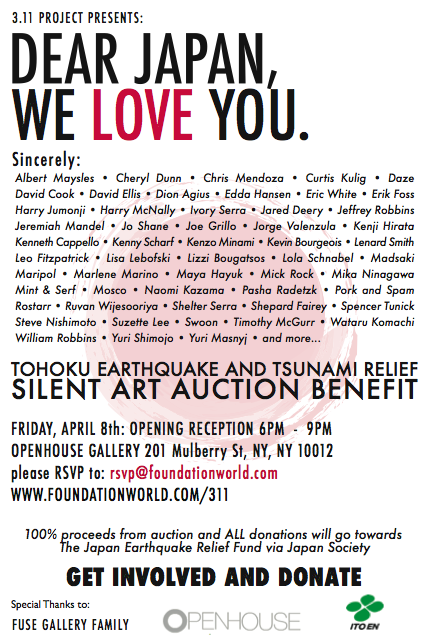 3.11 PROJECT PRESENTS:
DEAR JAPAN,
WE LOVE YOU.
Sincerely:
Albert Maysles • Cheryl Dunn • Chris Mendoza • Curtis Kulig • Daze
David Cook • David Ellis • Dion Agius • Edda Hansen • Eric White • Erik Foss
Harry Jumonji • Harry McNally • Ivory Serra • Jared Deery • Jeffrey Robbins
Jeremiah Mandel • Jo Shane • Joe Grillo • Jorge Valenzula • Kenji Hirata
Kenneth Cappello • Kenny Scharf • Kenzo Minami • Kevin Bourgeois • Lenard Smith
Leo Fitzpatrick • Lisa Lebofski • Lizzi Bougatsos • Lola Schnabel • Madsaki
Maripol • Marlene Marino • Maya Hayuk • Mick Rock • Mika Ninagawa
Mint & Serf • Mosco • Naomi Kazama • Pasha Radetzk • Pork and Spam
Rostarr • Ruvan Wijesooriya • Shelter Serra • Shepard Fairey • Spencer Tunick
Steve Nishimoto • Suzette Lee • Swoon • Timothy McGurr • Wataru Komachi
William Robbins • Yuri Shimojo • Yuri Masnyj • and more...
TOHOKU EARTHQUAKE AND TSUNAMI RELIEF
SILENT ART AUCTION BENEFIT
FRIDAY, APRIL 8th: OPENING RECEPTION 6PM - 9PM
OPENHOUSE GALLERY 201 Mulberry St, NY, NY 10012
please RSVP to: rsvp@foundationworld.com
WWW.FOUNDATIONWORLD.COM/311
100% proceeds from auction and ALL donations will go towards
The Japan Earthquake Relief Fund via Japan Society
GET INVOLVED AND DONATE
Special Thanks to:
FUSE GALLERY FAMILY
OPENHOUSE
ITO EN